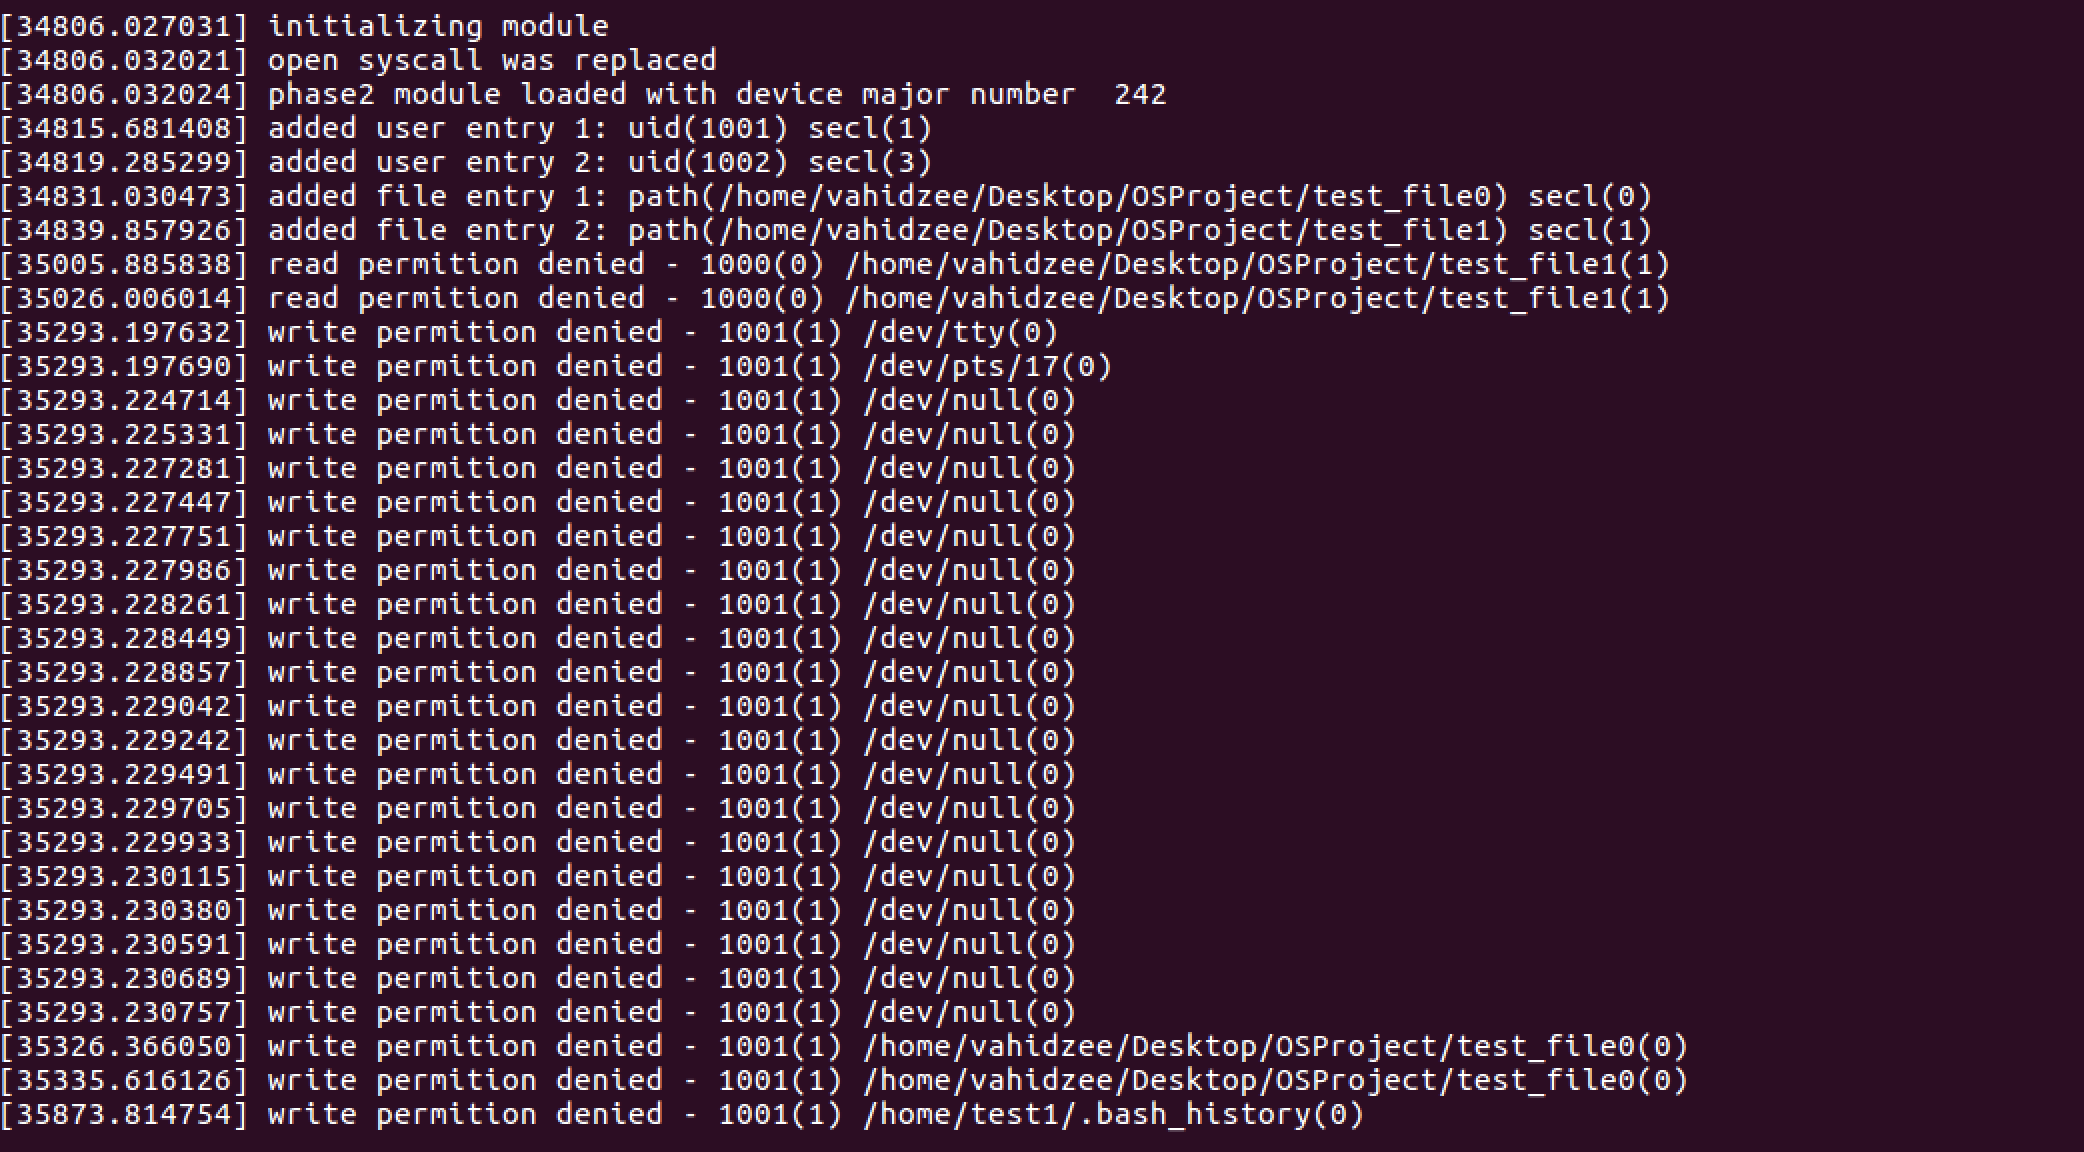 [34806.027031] initializing module
[34806.032021] open syscall was replaced
[34806.032024] phase2 module loaded with device major number  242
[34815.681408] added user entry 1: uid(1001) secl(1)
[34819.285299] added user entry 2: uid(1002) secl(3)
[34831.030473] added file entry 1: path(/home/vahidzee/Desktop/OSProject/test_file0) secl(0)
[34839.857926] added file entry 2: path(/home/vahidzee/Desktop/OSProject/test_file1) secl(1)
[35005.885838] read permition denied - 1000(0) /home/vahidzee/Desktop/OSProject/test_file1(1)
[35026.006014] read permition denied - 1000(0) /home/vahidzee/Desktop/OSProject/test_file1(1)
[35293.197632] write permition denied - 1001(1) /dev/tty(0)
[35293.197690] write permition denied - 1001(1) /dev/pts/17(0)
[35293.224714] write permition denied - 1001(1) /dev/null(0)
[35293.225331] write permition denied - 1001(1) /dev/null(0)
[35293.227281] write permition denied - 1001(1) /dev/null(0)
[35293.227447] write permition denied - 1001(1) /dev/null(0)
[35293.227751] write permition denied - 1001(1) /dev/null(0)
[35293.227986] write permition denied - 1001(1) /dev/null(0)
[35293.228261] write permition denied - 1001(1) /dev/null(0)
[35293.228449] write permition denied - 1001(1) /dev/null(0)
[35293.228857] write permition denied - 1001(1) /dev/null(0)
[35293.229042] write permition denied - 1001(1) /dev/null(0)
[35293.229242] write permition denied - 1001(1) /dev/null(0)
[35293.229491] write permition denied - 1001(1) /dev/null(0)
[35293.229705] write permition denied - 1001(1) /dev/null(0)
[35293.229933] write permition denied - 1001(1) /dev/null(0)
[35293.230115] write permition denied - 1001(1) /dev/null(0)
[35293.230380] write permition denied - 1001(1) /dev/null(0)
[35293.230591] write permition denied - 1001(1) /dev/null(0)
[35293.230689] write permition denied - 1001(1) /dev/null(0)
[35293.230757] write permition denied - 1001(1) /dev/null(0)
[35326.366050] write permition denied - 1001(1) /home/vahidzee/Desktop/OSProject/test_file0(0)
[35335.616126] write permition denied - 1001(1) /home/vahidzee/Desktop/OSProject/test_file0(0)
[35873.814754] write permition denied - 1001(1) /home/test1/.bash_history(0)